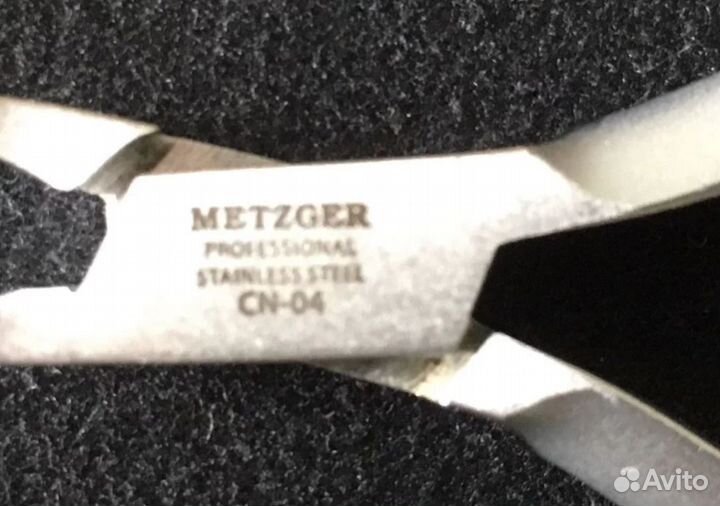 METZGER
PROFESSIONAL
STAINLESS STEEL
CN-04
Avito